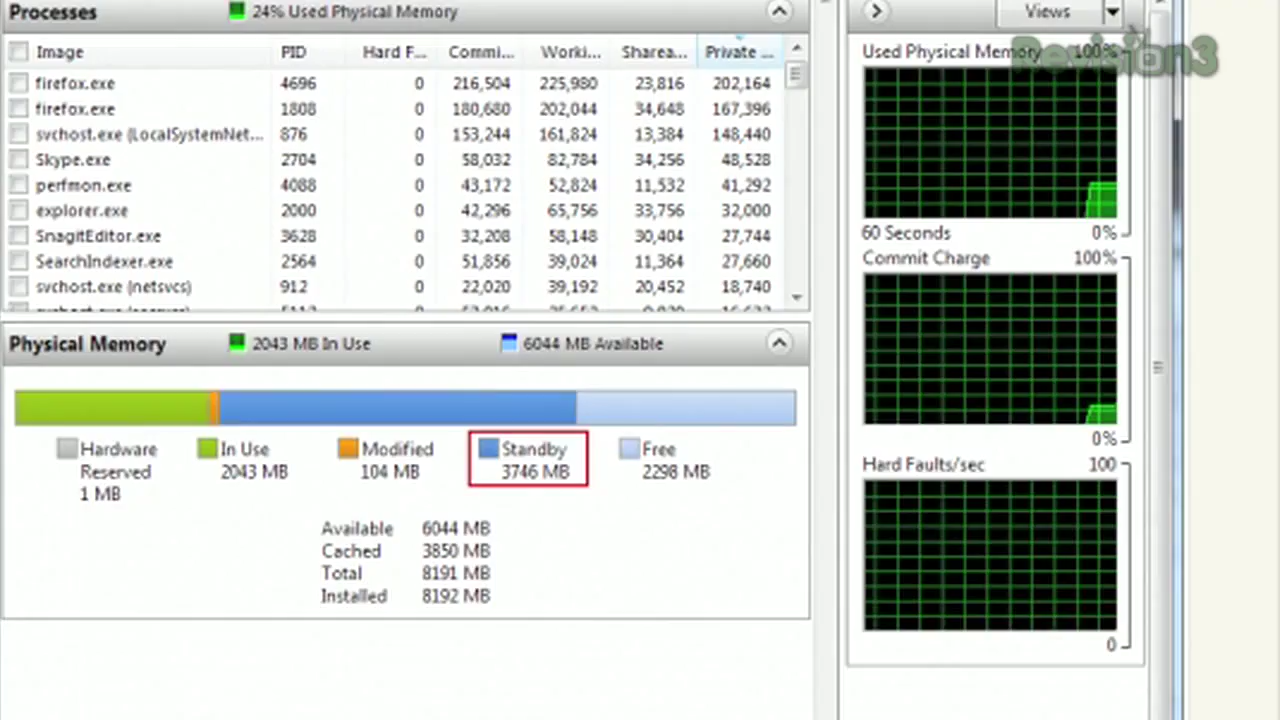 Processes 24% Used Physical Memory
Image PID Hard F... Commi... Worki... Sharea... Private ...
firefox.exe 4696 0 216,504 225,980 23,816 202,164
firefox.exe 1808 0 180,680 202,044 34,648 167,396
svchost.exe (LocalSystemNet... 876 0 153,244 161,824 13,384 148,440
Skype.exe 2704 0 58,032 82,784 34,256 48,528
perfmon.exe 4088 0 43,172 52,824 11,532 41,292
explorer.exe 2000 0 42,296 65,756 33,756 32,000
SnagitEditor.exe 3628 0 32,208 58,148 30,404 27,744
SearchIndexer.exe 2564 0 51,856 39,024 11,364 27,660
svchost.exe (netsvcs) 912 0 22,020 39,192 20,452 18,740
Physical Memory 2043 MB In Use 6044 MB Available
Hardware Reserved 1 MB
In Use 2043 MB
Modified 104 MB
Standby 3746 MB
Free 2298 MB
Available 6044 MB
Cached 3850 MB
Total 8191 MB
Installed 8192 MB
Views
Revision3
Used Physical Memory 100%
60 Seconds 0%
Commit Charge 100%
0%
Hard Faults/sec 100
0